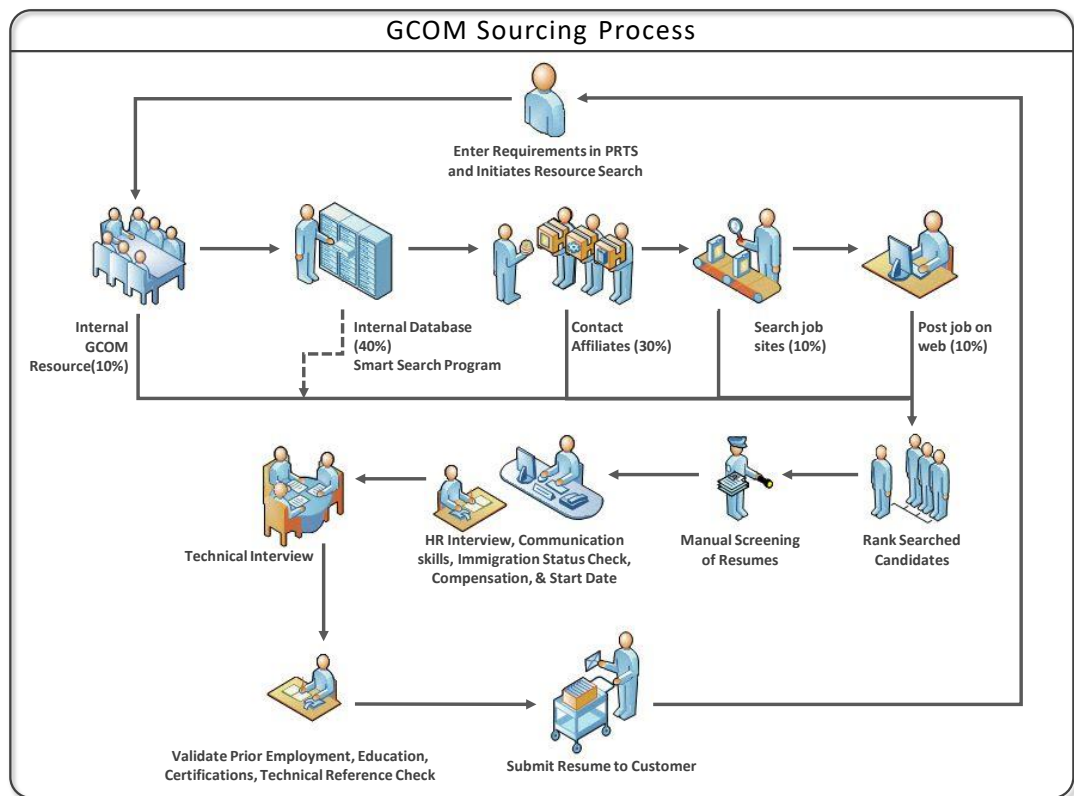 GCOM Sourcing Process
Enter Requirements in PRTS
and Initiates Resource Search
Internal
GCOM
Resource(10%)
Internal Database
(40%)
Smart Search Program
Contact
Affiliates (30%)
Search job
sites (10%)
Post job on
web (10%)
Technical Interview
HR Interview, Communication
skills, Immigration Status Check,
Compensation, & Start Date
Manual Screening
of Resumes
Rank Searched
Candidates
Validate Prior Employment, Education,
Certifications, Technical Reference Check
Submit Resume to Customer